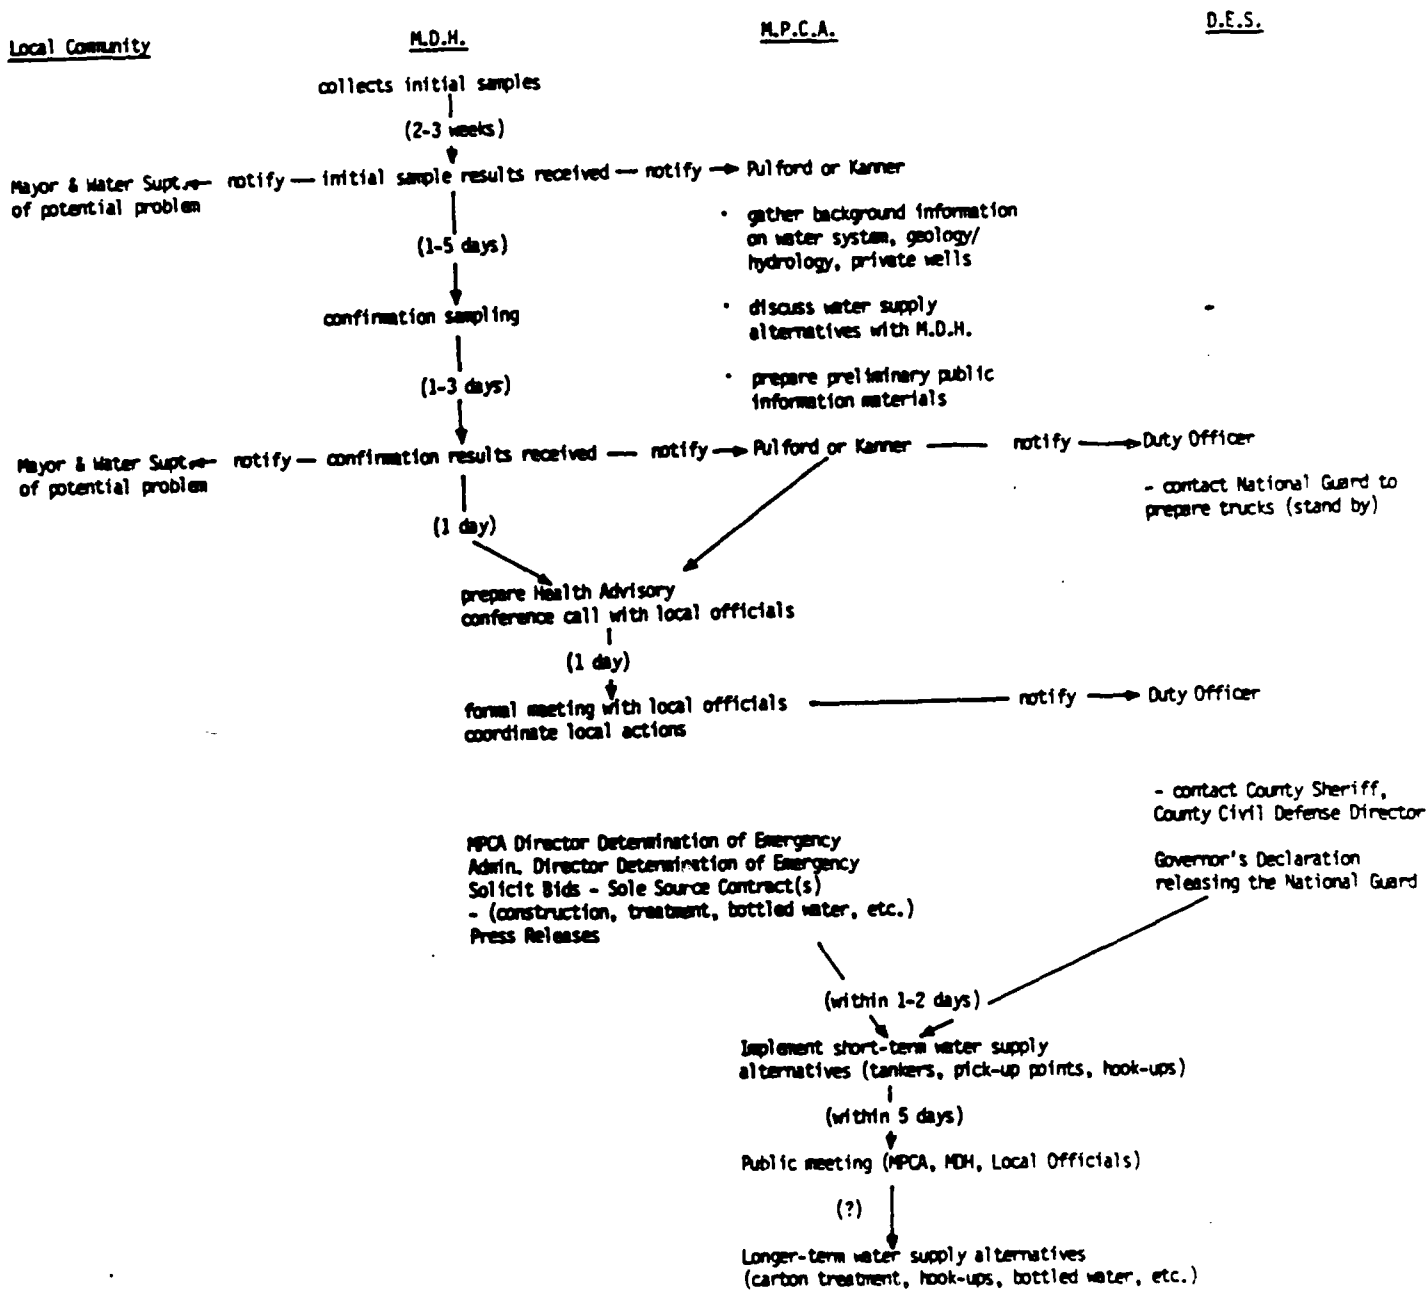 Local Community
M.D.H.
M.P.C.A.
D.E.S.
collects initial samples
(2-3 weeks)
Mayor & Water Supt. notify initial sample results received notify Pulford or Kanner
of potential problem
gather background information
on water system, geology/
hydrology, private wells
(1-5 days)
confirmation sampling
discuss water supply
alternatives with M.D.H.
(1-3 days)
prepare preliminary public
information materials
Mayor & Water Supt. notify confirmation results received notify Pulford or Kanner notify Duty Officer
of potential problem
- contact National Guard to
prepare trucks (stand by)
(1 day)
prepare Health Advisory
conference call with local officials
(1 day)
formal meeting with local officials notify Duty Officer
coordinate local actions
- contact County Sheriff,
County Civil Defense Director
MPCA Director Determination of Emergency
Admin. Director Determination of Emergency
Solicit Bids - Sole Source Contract(s)
- (construction, treatment, bottled water, etc.)
Press Releases
Governor's Declaration
releasing the National Guard
(within 1-2 days)
Implement short-term water supply
alternatives (tankers, pick-up points, hook-ups)
(within 5 days)
Public meeting (MPCA, MDH, Local Officials)
(?)
Longer-term water supply alternatives
(carbon treatment, hook-ups, bottled water, etc.)